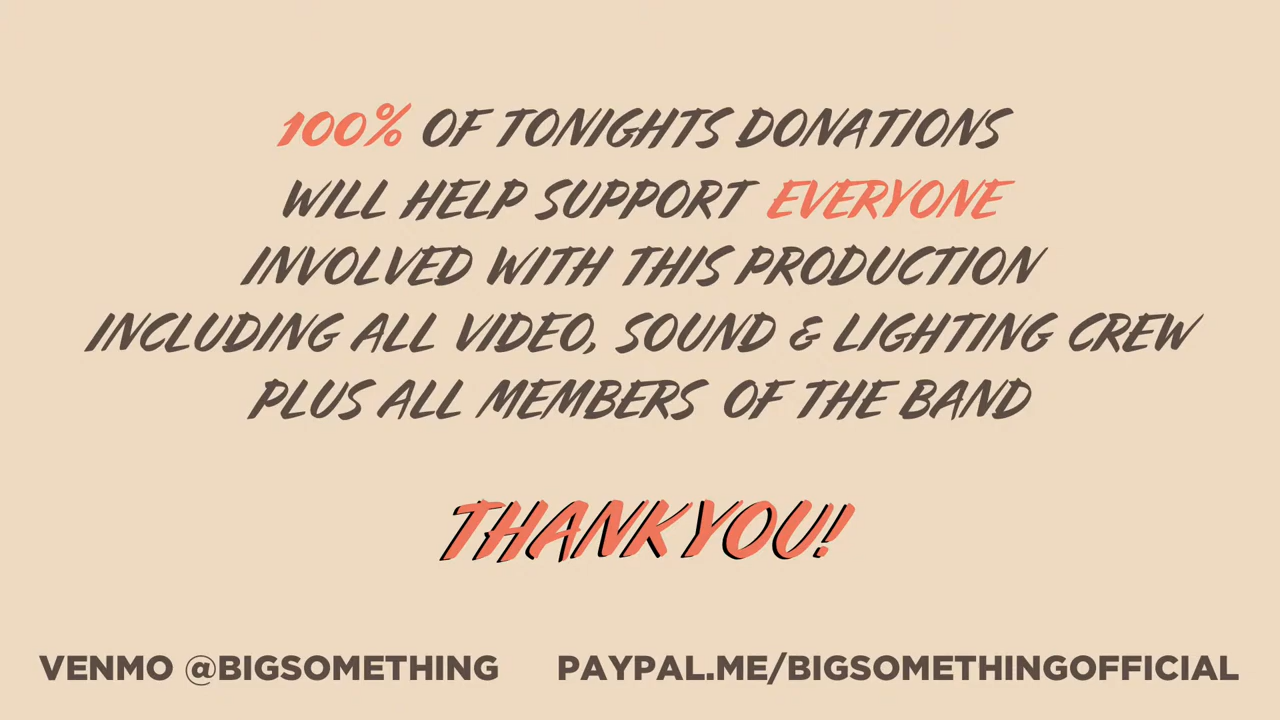 100% OF TONIGHTS DONATIONS
WILL HELP SUPPORT EVERYONE
INVOLVED WITH THIS PRODUCTION
INCLUDING ALL VIDEO, SOUND & LIGHTING CREW
PLUS ALL MEMBERS OF THE BAND
THANKYOU!
VENMO @BIGSOMETHING PAYPAL.ME/BIGSOMETHINGOFFICIAL